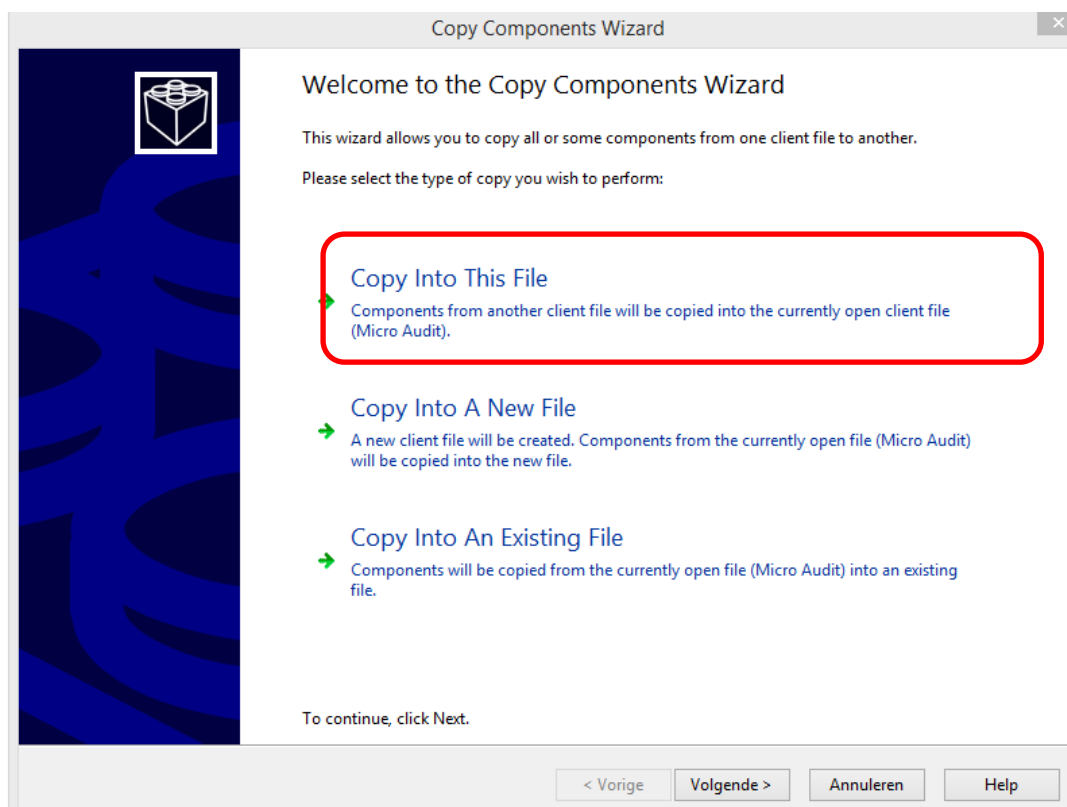 Copy Components Wizard
Welcome to the Copy Components Wizard
This wizard allows you to copy all or some components from one client file to another.
Please select the type of copy you wish to perform:
Copy Into This File
Components from another client file will be copied into the currently open client file
(Micro Audit).
Copy Into A New File
A new client file will be created. Components from the currently open file (Micro Audit)
will be copied into the new file.
Copy Into An Existing File
Components will be copied from the currently open file (Micro Audit) into an existing
file.
To continue, click Next.
< Vorige Volgende > Annuleren Help